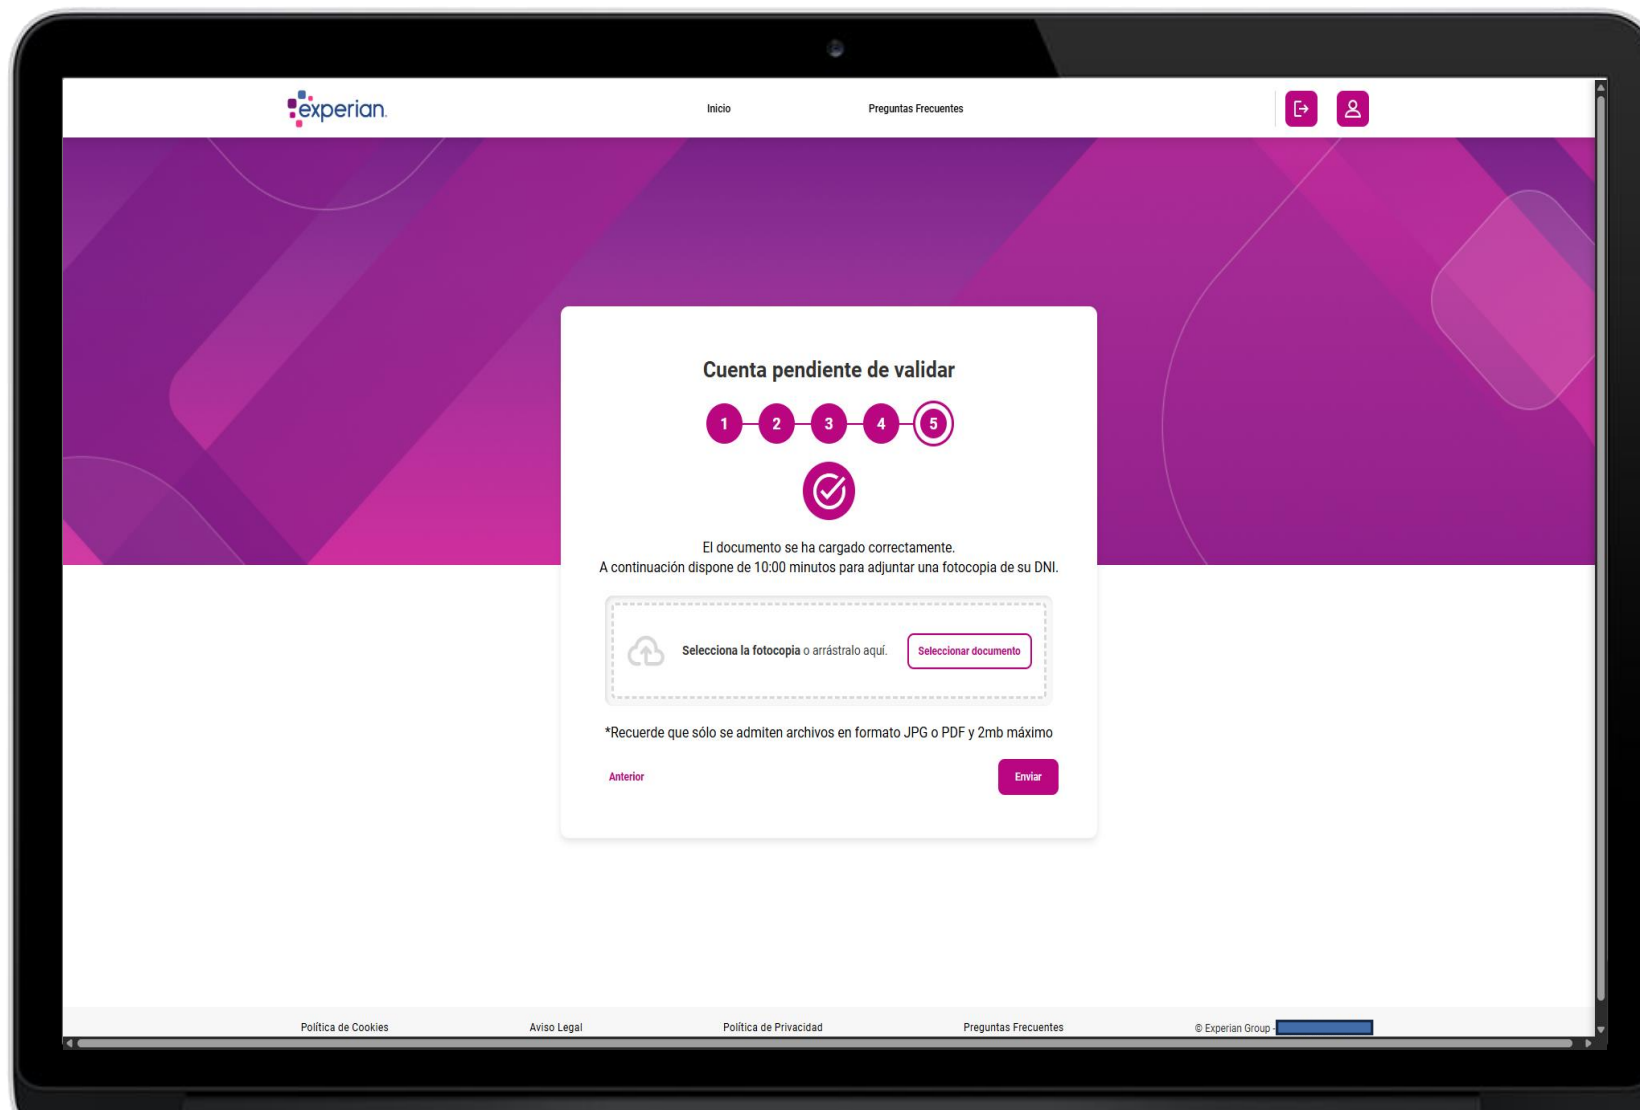 experian.
Inicio
Preguntas Frecuentes
Cuenta pendiente de validar
1 2 3 4 5
El documento se ha cargado correctamente.
A continuación dispone de 10:00 minutos para adjuntar una fotocopia de su DNI.
Selecciona la fotocopia o arrástralo aquí.
Seleccionar documento
*Recuerde que sólo se admiten archivos en formato JPG o PDF y 2mb máximo
Anterior
Enviar
Política de Cookies
Aviso Legal
Política de Privacidad
Preguntas Frecuentes
© Experian Group -